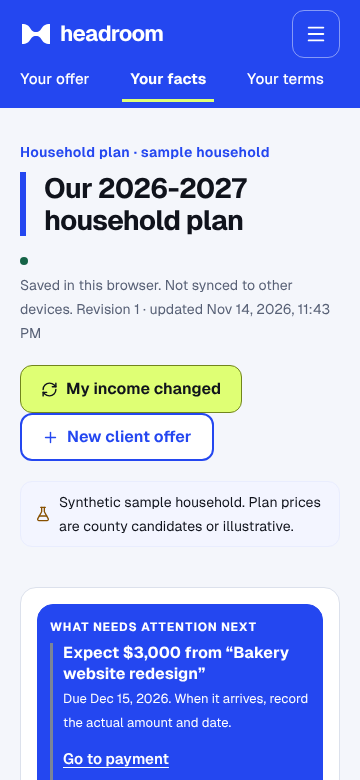 headroom
Your offer
Your facts
Your terms
Household plan · sample household
Our 2026-2027
household plan
Saved in this browser. Not synced to other
devices. Revision 1 · updated Nov 14, 2026, 11:43
PM
My income changed
New client offer
Synthetic sample household. Plan prices
are county candidates or illustrative.
WHAT NEEDS ATTENTION NEXT
Expect $3,000 from “Bakery
website redesign”
Due Dec 15, 2026. When it arrives, record
the actual amount and date.
Go to payment